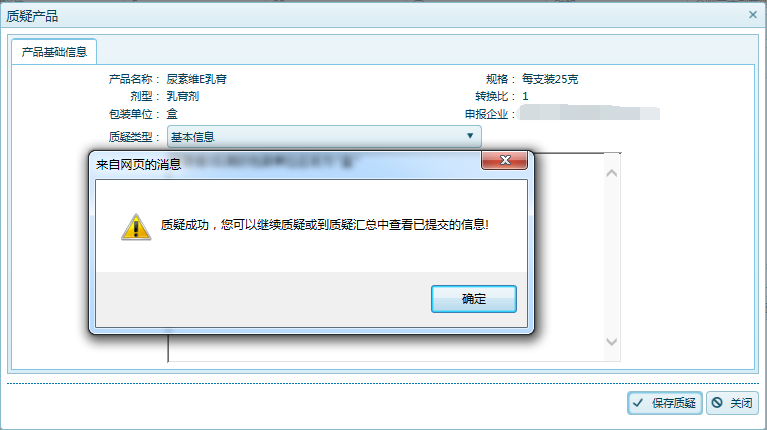 质疑产品
产品基础信息
产品名称： 尿素维E乳膏 规格： 每支装25克
剂型： 乳膏剂 转换比： 1
包装单位： 盒 申报企业：
质疑类型： 基本信息
来自网页的消息
质疑成功，您可以继续质疑或到质疑汇总中查看已提交的信息!
确定
保存质疑 关闭